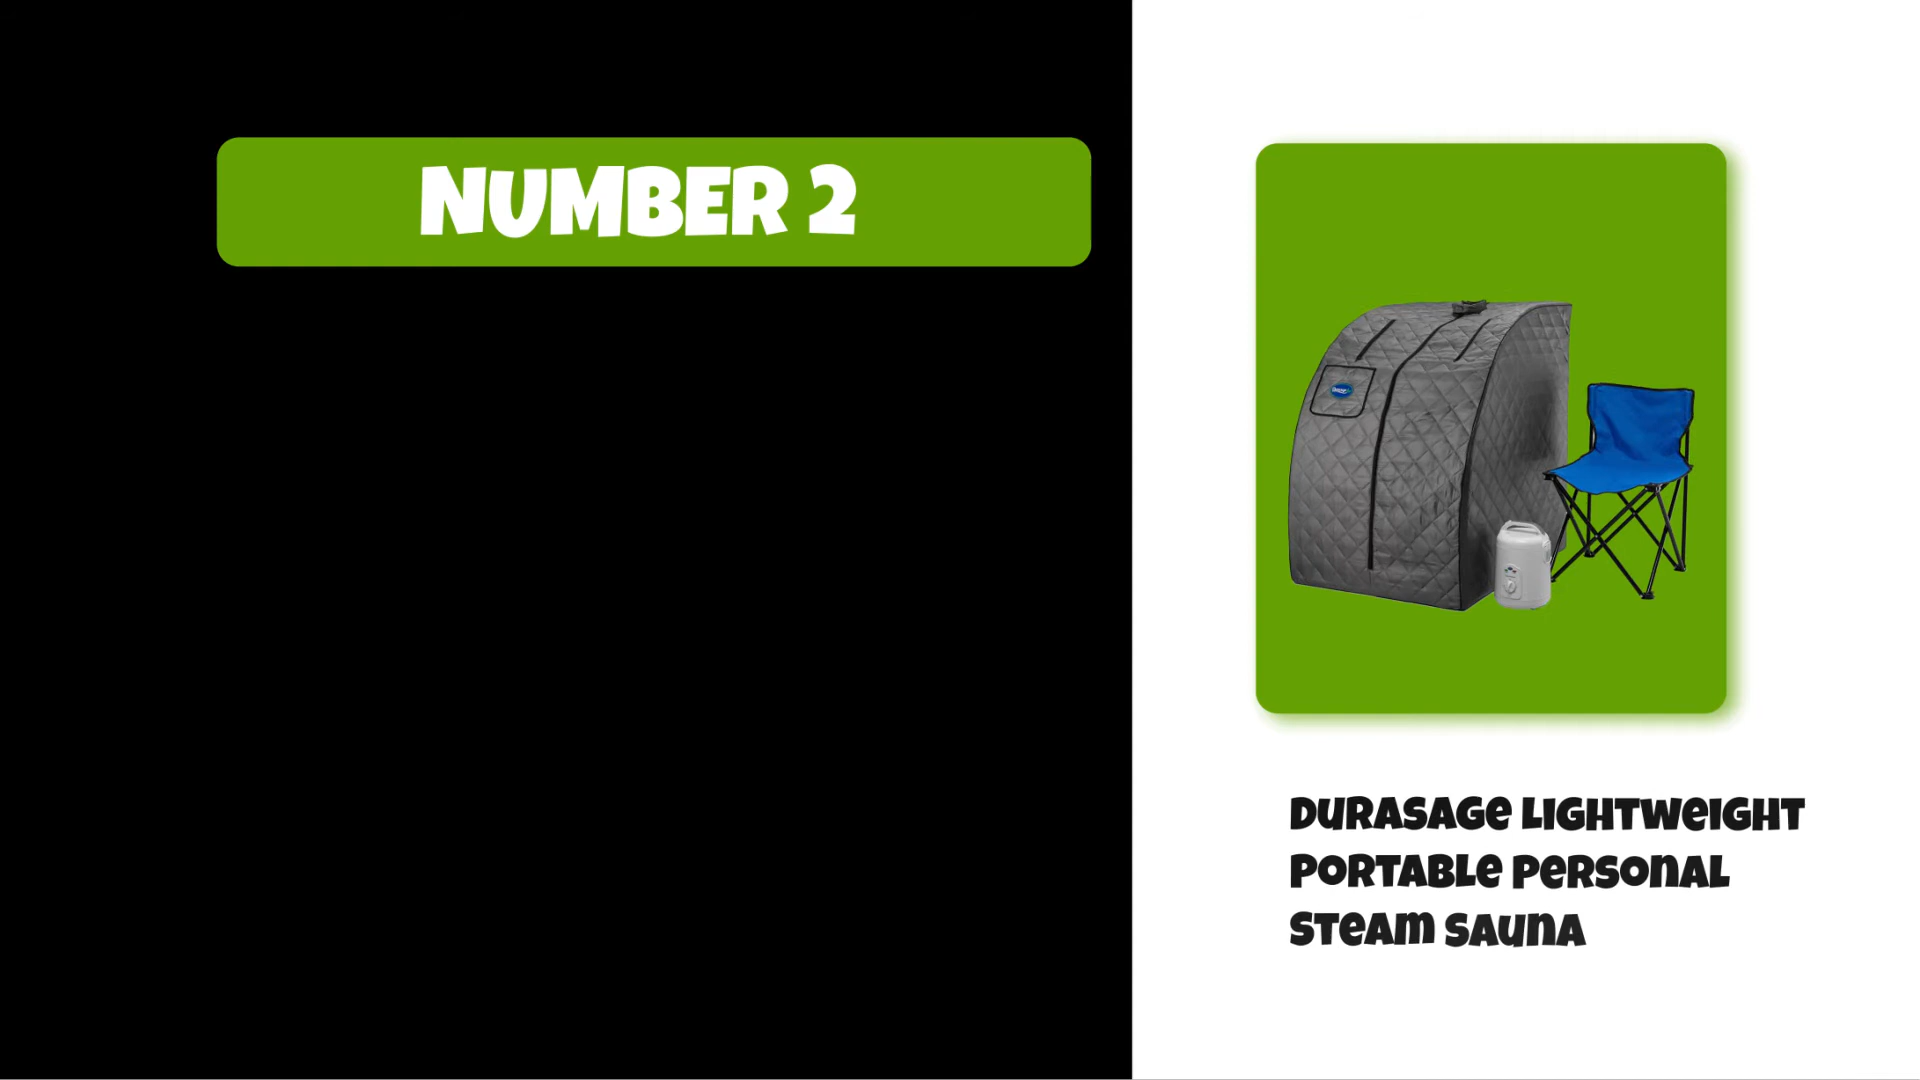 NUMBER 2
DURASAGE LIGHTWEIGHT
PORTABLE PERSONAL
STEAM SAUNA